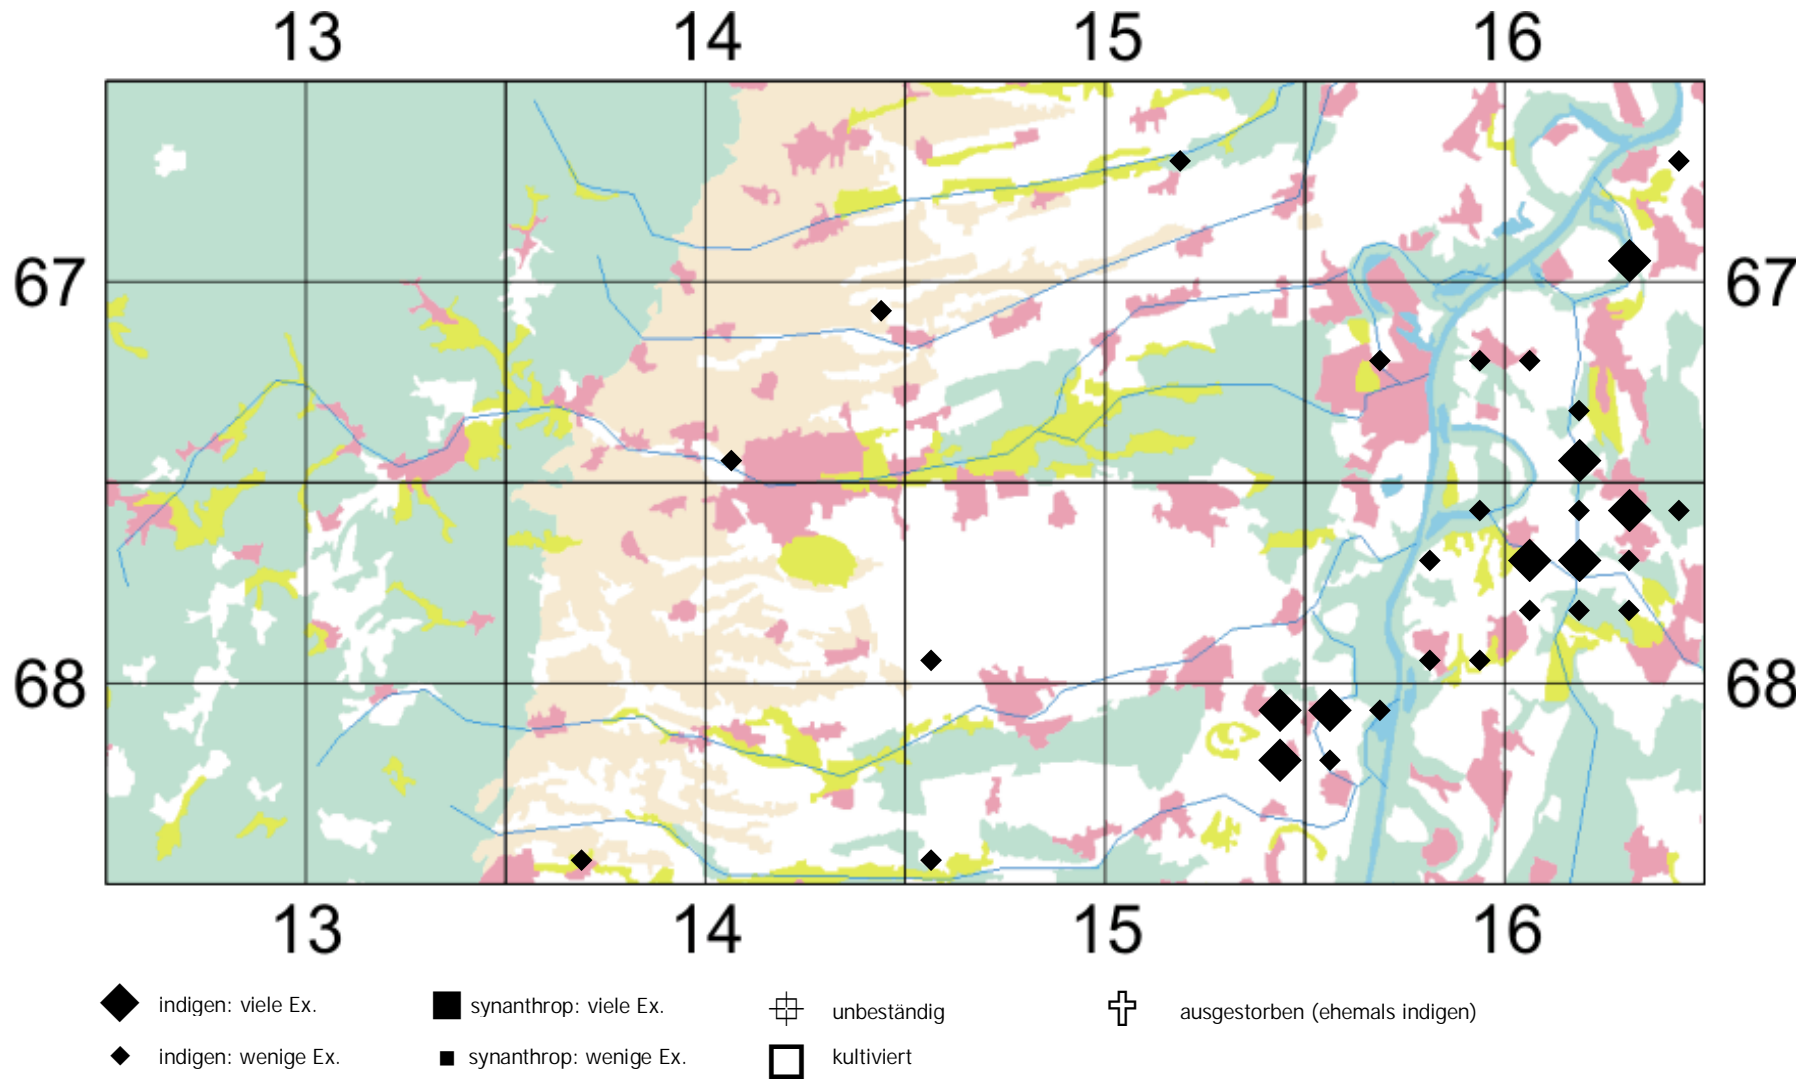 13 14 15 16
67 67
68 68
13 14 15 16
indigen: viele Ex. synanthrop: viele Ex. unbeständig ausgestorben (ehemals indigen)
indigen: wenige Ex. synanthrop: wenige Ex. kultiviert